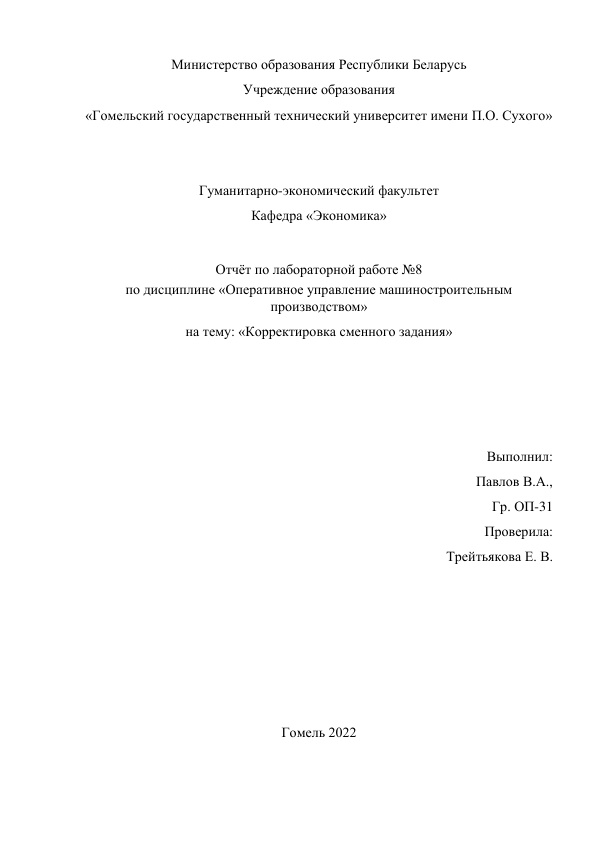 Министерство образования Республики Беларусь
Учреждение образования
«Гомельский государственный технический университет имени П.О. Сухого»
Гуманитарно-экономический факультет
Кафедра «Экономика»
Отчёт по лабораторной работе №8
по дисциплине «Оперативное управление машиностроительным
производством»
на тему: «Корректировка сменного задания»
Выполнил:
Павлов В.А.,
Гр. ОП-31
Проверила:
Трейтьякова Е. В.
Гомель 2022